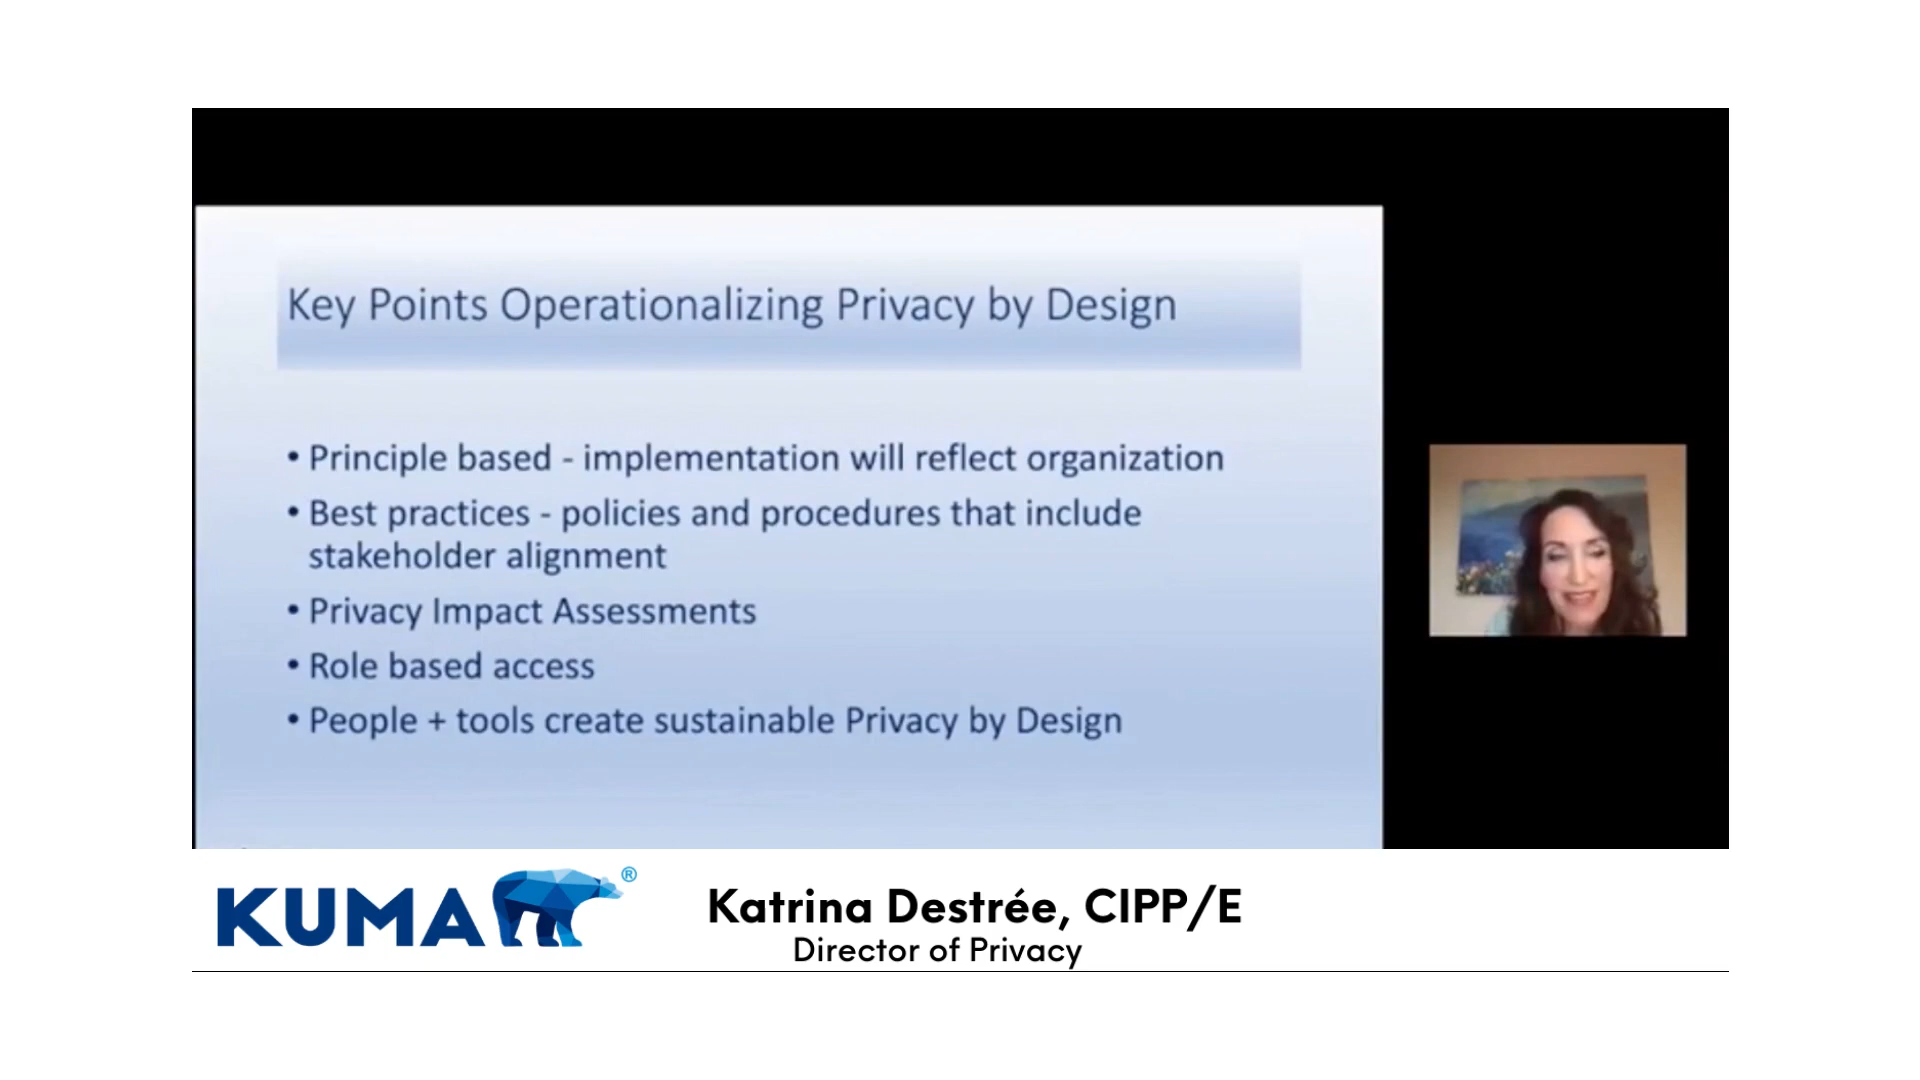 Key Points Operationalizing Privacy by Design
• Principle based - implementation will reflect organization
• Best practices - policies and procedures that include
stakeholder alignment
• Privacy Impact Assessments
• Role based access
• People + tools create sustainable Privacy by Design
KUMA®
Katrina Destrée, CIPP/E
Director of Privacy